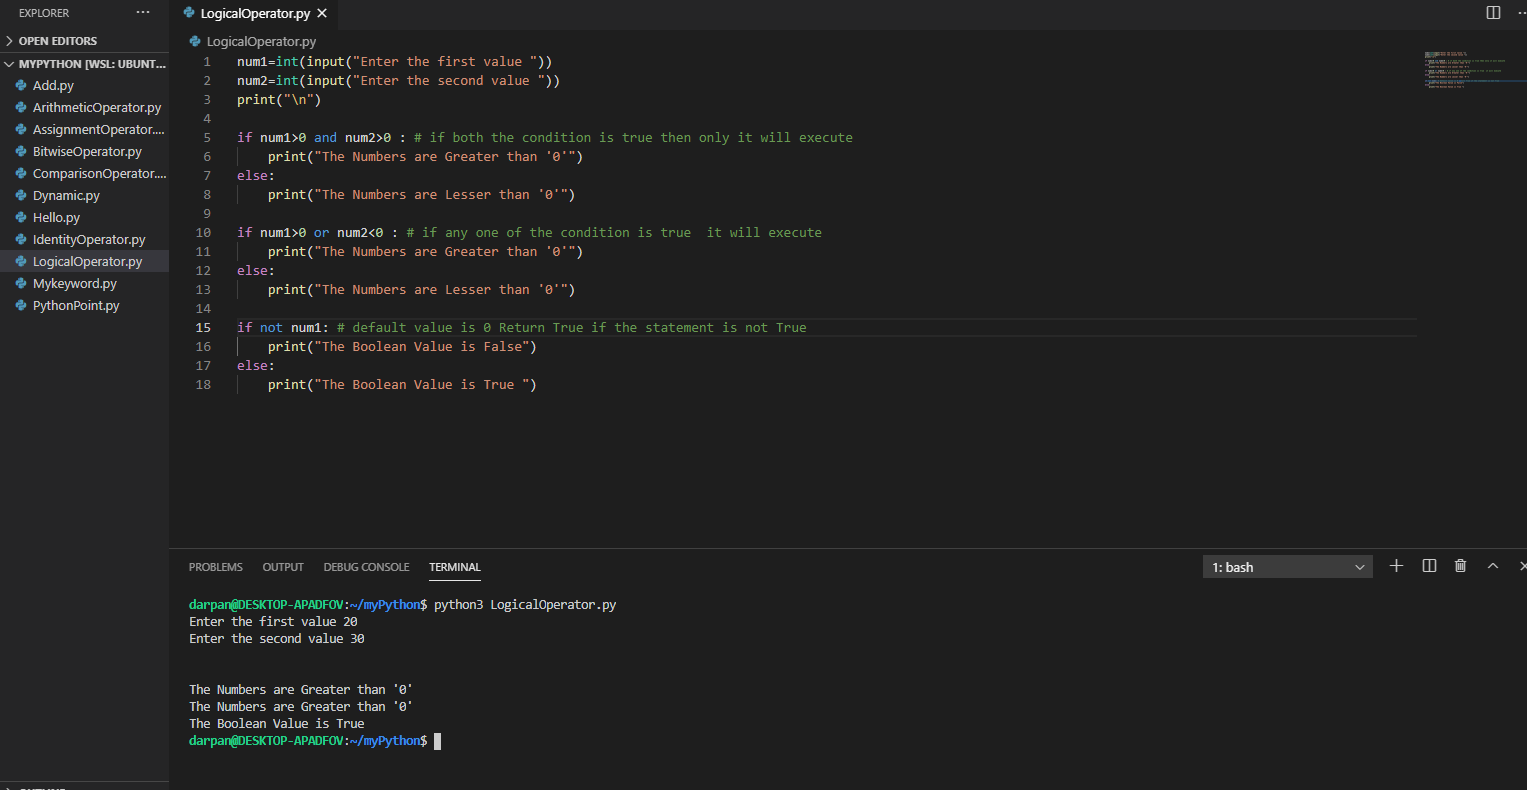 EXPLORER ···
OPEN EDITORS
MYPYTHON [WSL: UBUNT...
Add.py
ArithmeticOperator.py
AssignmentOperator....
BitwiseOperator.py
ComparisonOperator....
Dynamic.py
Hello.py
IdentityOperator.py
LogicalOperator.py
Mykeyword.py
PythonPoint.py
LogicalOperator.py
LogicalOperator.py
1 num1=int(input("Enter the first value "))
2 num2=int(input("Enter the second value "))
3 print("\n")
4
5 if num1>0 and num2>0 : # if both the condition is true then only it will execute
6     print("The Numbers are Greater than '0'")
7 else:
8     print("The Numbers are Lesser than '0'")
9
10 if num1>0 or num2<0 : # if any one of the condition is true  it will execute
11     print("The Numbers are Greater than '0'")
12 else:
13     print("The Numbers are Lesser than '0'")
14
15 if not num1: # default value is 0 Return True if the statement is not True
16     print("The Boolean Value is False")
17 else:
18     print("The Boolean Value is True ")
PROBLEMS OUTPUT DEBUG CONSOLE TERMINAL 1: bash
darpan@DESKTOP-APADFOV:~/myPython$ python3 LogicalOperator.py
Enter the first value 20
Enter the second value 30
The Numbers are Greater than '0'
The Numbers are Greater than '0'
The Boolean Value is True
darpan@DESKTOP-APADFOV:~/myPython$